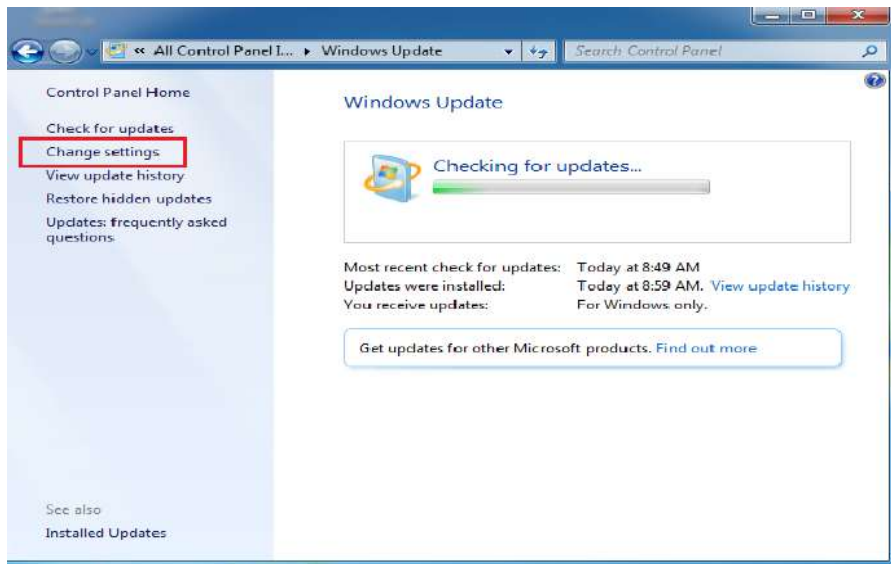 « All Control Panel I... ▸ Windows Update
Search Control Panel
Control Panel Home
Check for updates
Change settings
View update history
Restore hidden updates
Updates: frequently asked
questions
Windows Update
Checking for updates...
Most recent check for updates: Today at 8:49 AM
Updates were installed: Today at 8:59 AM. View update history
You receive updates: For Windows only.
Get updates for other Microsoft products. Find out more
See also
Installed Updates